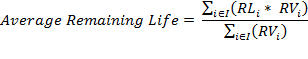 Average Remaining Life = ∑i∈I(RLi * RVi) / ∑i∈I(RVi)